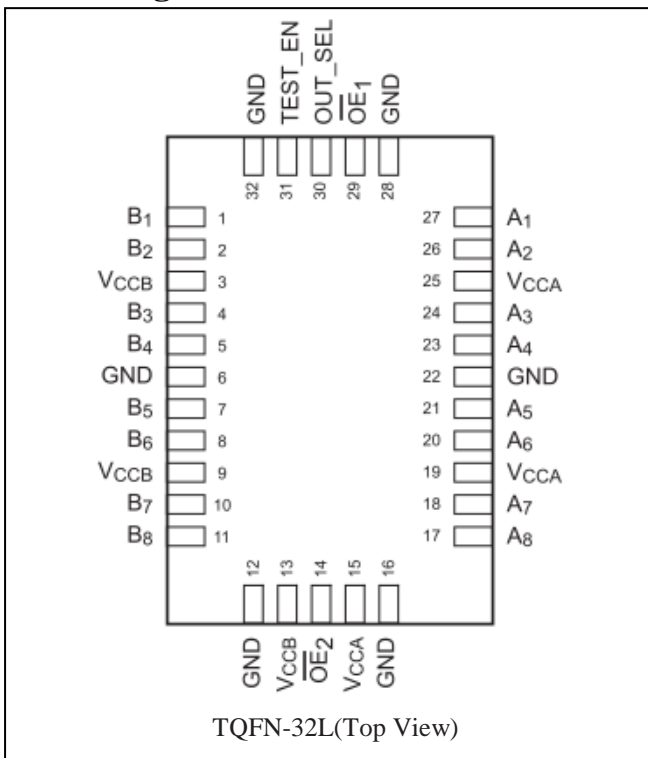 GND TEST_EN OUT_SEL OE1 GND
32 31 30 29 28
B1 1 27 A1
B2 2 26 A2
VCCB 3 25 VCCA
B3 4 24 A3
B4 5 23 A4
GND 6 22 GND
B5 7 21 A5
B6 8 20 A6
VCCB 9 19 VCCA
B7 10 18 A7
B8 11 17 A8
12 13 14 15 16
GND VCCB OE2 VCCA GND
TQFN-32L(Top View)